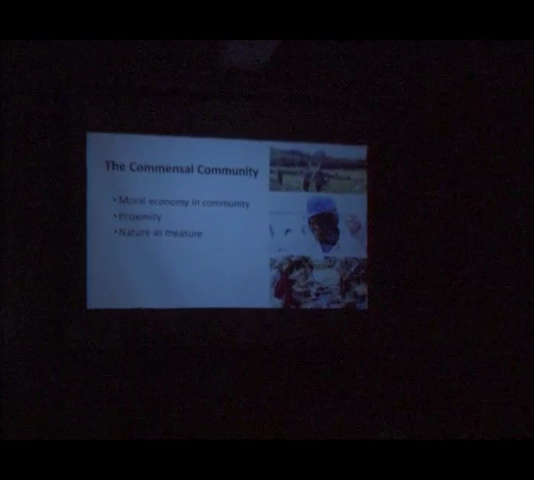 The Commensal Community
• Moral economy in community
• Proximity
• Nature as measure